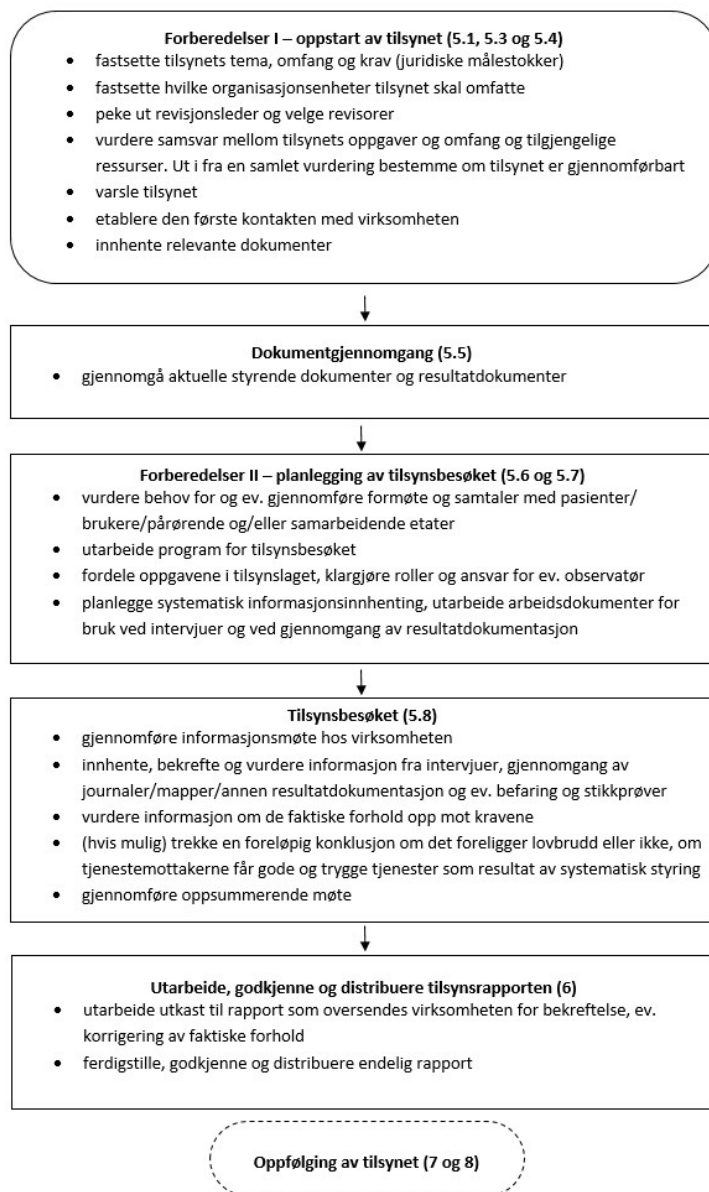 Forberedelser I – oppstart av tilsynet (5.1, 5.3 og 5.4)
• fastsette tilsynets tema, omfang og krav (juridiske målestokker)
• fastsette hvilke organisasjonsenheter tilsynet skal omfatte
• peke ut revisjonsleder og velge revisorer
• vurdere samsvar mellom tilsynets oppgaver og omfang og tilgjengelige
ressurser. Ut i fra en samlet vurdering bestemme om tilsynet er gjennomførbart
• varsle tilsynet
• etablere den første kontakten med virksomheten
• innhente relevante dokumenter
Dokumentgjennomgang (5.5)
• gjennomgå aktuelle styrende dokumenter og resultatdokumenter
Forberedelser II – planlegging av tilsynsbesøket (5.6 og 5.7)
• vurdere behov for og ev. gjennomføre formøte og samtaler med pasienter/
brukere/pårørende og/eller samarbeidende etater
• utarbeide program for tilsynsbesøket
• fordele oppgavene i tilsynslaget, klargjøre roller og ansvar for ev. observatør
• planlegge systematisk informasjonsinnhenting, utarbeide arbeidsdokumenter for
bruk ved intervjuer og ved gjennomgang av resultatdokumentasjon
Tilsynsbesøket (5.8)
• gjennomføre informasjonsmøte hos virksomheten
• innhente, bekrefte og vurdere informasjon fra intervjuer, gjennomgang av
journaler/mapper/annen resultatdokumentasjon og ev. befaring og stikkprøver
• vurdere informasjon om de faktiske forhold opp mot kravene
• (hvis mulig) trekke en foreløpig konklusjon om det foreligger lovbrudd eller ikke, om
tjenestemottakerne får gode og trygge tjenester som resultat av systematisk styring
• gjennomføre oppsummerende møte
Utarbeide, godkjenne og distribuere tilsynsrapporten (6)
• utarbeide utkast til rapport som oversendes virksomheten for bekreftelse, ev.
korrigering av faktiske forhold
• ferdigstille, godkjenne og distribuere endelig rapport
Oppfølging av tilsynet (7 og 8)